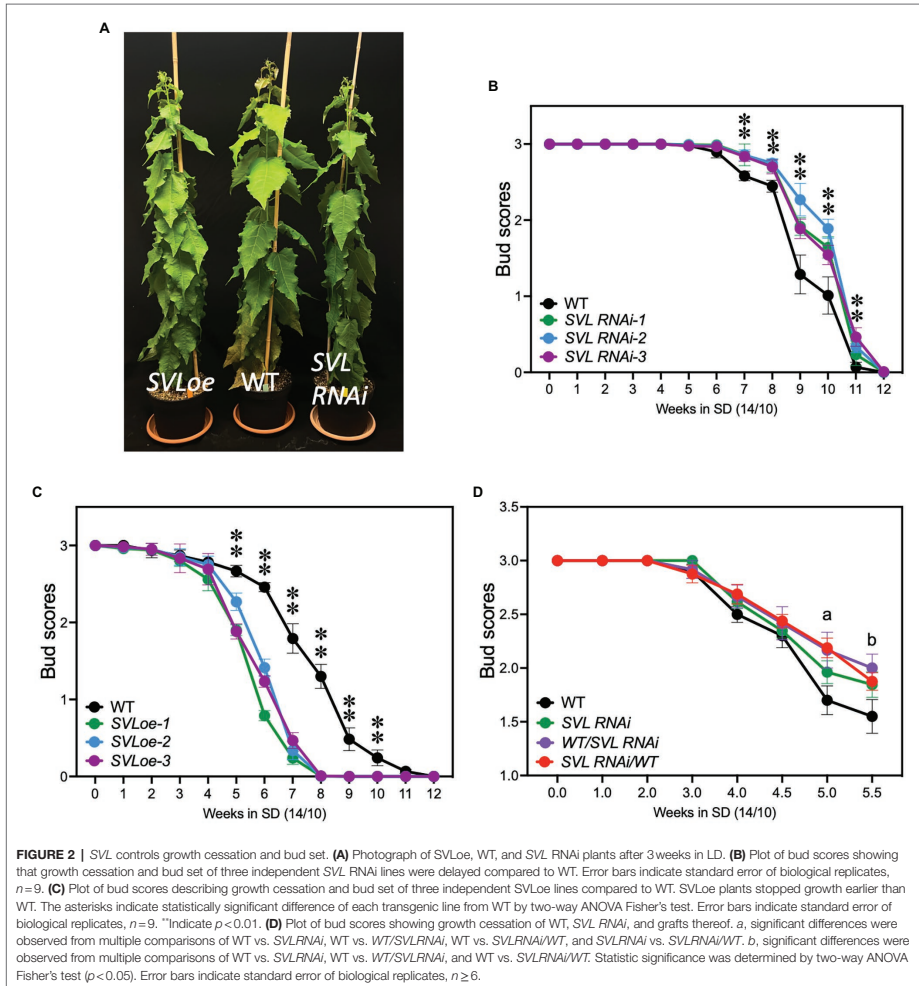 A
SVLoe
WT
SVL
RNAi
B
** ** ** ** **
Bud scores
3
2
1
0
WT
SVL RNAi-1
SVL RNAi-2
SVL RNAi-3
0 1 2 3 4 5 6 7 8 9 10 11 12
Weeks in SD (14/10)
C
** ** ** ** ** **
Bud scores
3
2
1
0
WT
SVLoe-1
SVLoe-2
SVLoe-3
0 1 2 3 4 5 6 7 8 9 10 11 12
Weeks in SD (14/10)
D
Bud scores
3.5
3.0
2.5
2.0
1.5
1.0
a
b
WT
SVL RNAi
WT/SVL RNAi
SVL RNAi/WT
0.0 1.0 2.0 3.0 4.0 4.5 5.0 5.5
Weeks in SD (14/10)
FIGURE 2 | SVL controls growth cessation and bud set. (A) Photograph of SVLoe, WT, and SVL RNAi plants after 3 weeks in LD. (B) Plot of bud scores showing
that growth cessation and bud set of three independent SVL RNAi lines were delayed compared to WT. Error bars indicate standard error of biological replicates,
n=9. (C) Plot of bud scores describing growth cessation and bud set of three independent SVLoe lines compared to WT. SVLoe plants stopped growth earlier than
WT. The asterisks indicate statistically significant difference of each transgenic line from WT by two-way ANOVA Fisher's test. Error bars indicate standard error of
biological replicates, n=9. **Indicate p<0.01. (D) Plot of bud scores showing growth cessation of WT, SVL RNAi, and grafts thereof. a, significant differences were
observed from multiple comparisons of WT vs. SVLRNAi, WT vs. WT/SVLRNAi, WT vs. SVLRNAi/WT, and SVLRNAi vs. SVLRNAi/WT. b, significant differences were
observed from multiple comparisons of WT vs. SVLRNAi, WT vs. WT/SVLRNAi, and WT vs. SVLRNAi/WT. Statistic significance was determined by two-way ANOVA
Fisher's test (p<0.05). Error bars indicate standard error of biological replicates, n≥6.